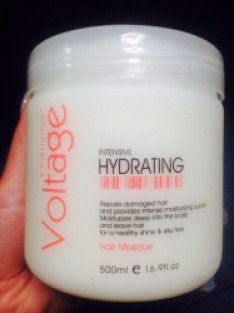 Voltage
INTENSIVE
HYDRATING
Repairs damaged hair
and provides intense moisturizing
Moisturizes deep into the scalp
and leave hair
for a healthy shine & silky feel
Hair Masque
500ml e 16.9fl.oz